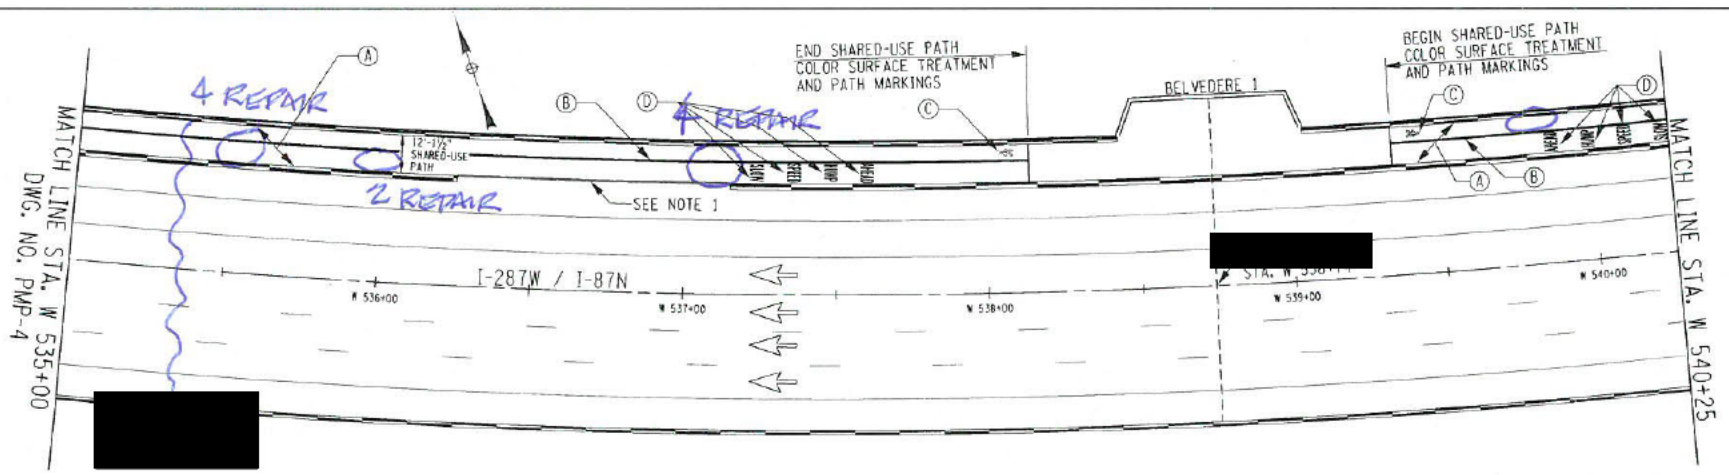 END SHARED-USE PATH
COLOR SURFACE TREATMENT
AND PATH MARKINGS
BEGIN SHARED-USE PATH
COLOR SURFACE TREATMENT
AND PATH MARKINGS
BELVEDERE 1
A
B
D
C
D
C
A
B
4 REPAIR
4 REPAIR
2 REPAIR
12'-1½"
SHARED-USE
PATH
SLOW
SPEED
BUMP
AHEAD
SEE NOTE 1
I-287W / I-87N
W 536+00
W 537+00
W 538+00
W 539+00
W 540+00
MATCH LINE STA. W 535+00
DWG. NO. PMP-4
MATCH LINE STA. W 540+25